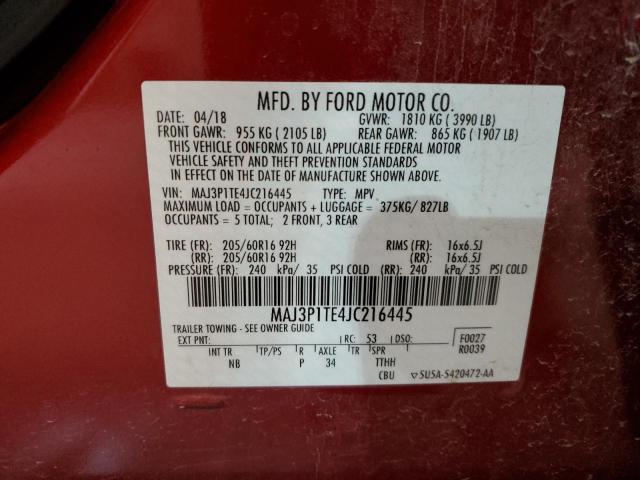 MFD. BY FORD MOTOR CO.
DATE: 04/18 GVWR: 1810 KG ( 3990 LB)
FRONT GAWR: 955 KG ( 2105 LB) REAR GAWR: 865 KG ( 1907 LB)
THIS VEHICLE CONFORMS TO ALL APPLICABLE FEDERAL MOTOR
VEHICLE SAFETY AND THEFT PREVENTION STANDARDS
IN EFFECT ON THE DATE OF MANUFACTURE SHOWN ABOVE.
VIN: MAJ3P1TE4JC216445 TYPE: MPV
MAXIMUM LOAD = OCCUPANTS + LUGGAGE = 375KG/ 827LB
OCCUPANTS = 5 TOTAL; 2 FRONT, 3 REAR
TIRE (FR): 205/60R16 92H RIMS (FR): 16x6.5J
(RR): 205/60R16 92H (RR): 16x6.5J
PRESSURE (FR): 240 kPa/ 35 PSI COLD (RR): 240 kPa/ 35 PSI COLD
MAJ3P1TE4JC216445
TRAILER TOWING - SEE OWNER GUIDE
EXT PNT: RC: 53 DSO: F0027
INT TR TP/PS R AXLE TR SPR R0039
NB P 34 TTHH
CBU SU5A-S420472-AA